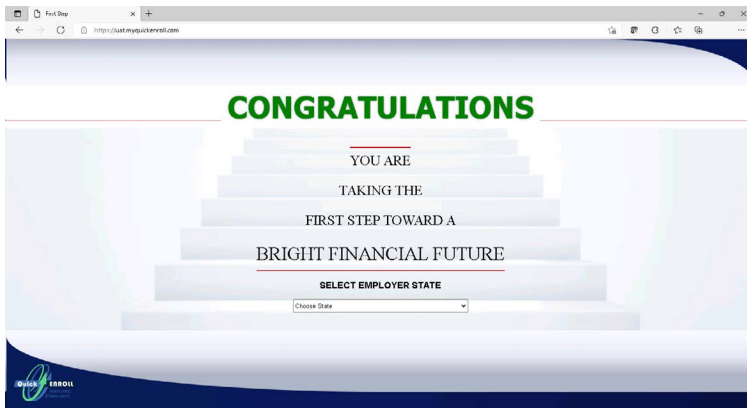 First Step
https://uat.myquickenroll.com
CONGRATULATIONS
YOU ARE
TAKING THE
FIRST STEP TOWARD A
BRIGHT FINANCIAL FUTURE
SELECT EMPLOYER STATE
Choose State
Quick ENROLL